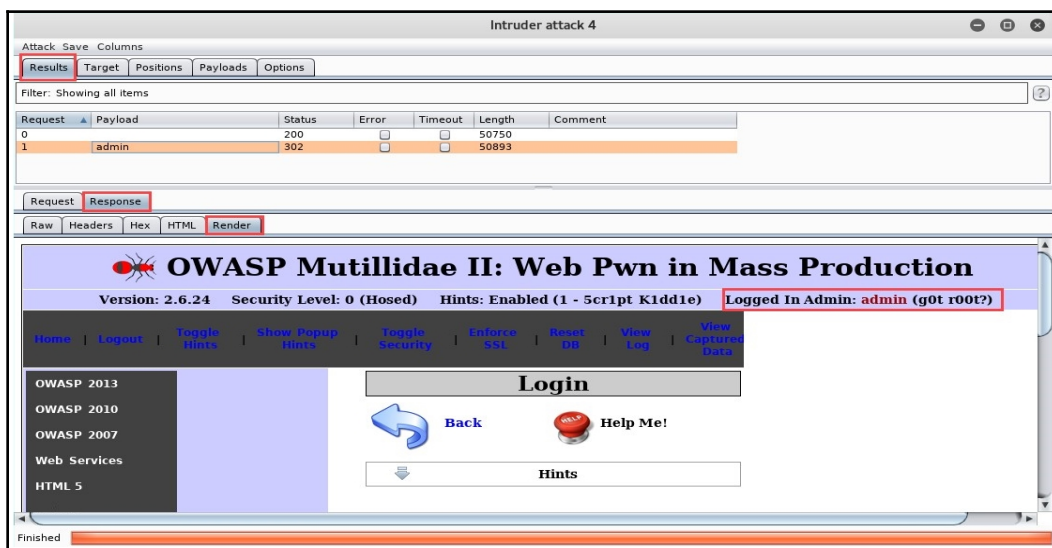 Intruder attack 4
Attack Save Columns
Results Target Positions Payloads Options
Filter: Showing all items
?
Request Payload Status Error Timeout Length Comment
0 200 50750
1 admin 302 50893
Request Response
Raw Headers Hex HTML Render
OWASP Mutillidae II: Web Pwn in Mass Production
Version: 2.6.24 Security Level: 0 (Hosed) Hints: Enabled (1 - 5cr1pt K1dd1e) Logged In Admin: admin (g0t r00t?)
Home | Logout | Toggle Hints | Show Popup Hints | Toggle Security | Enforce SSL | Reset DB | View Log | View Captured Data
OWASP 2013
OWASP 2010
OWASP 2007
Web Services
HTML 5
Login
Back
HELP
Help Me!
Hints
Finished